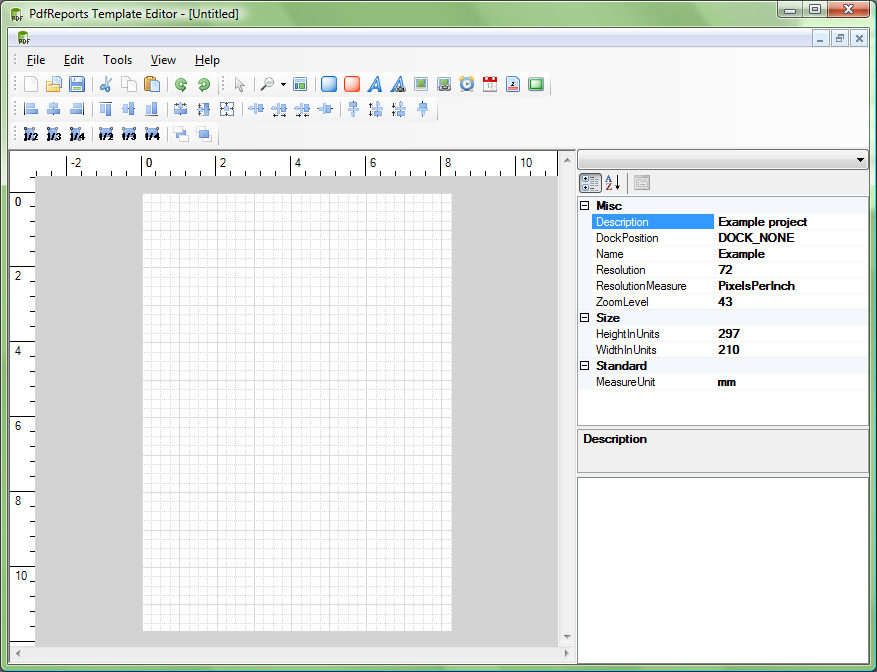 PdfReports Template Editor - [Untitled]
File Edit Tools View Help
1/2 1/3 1/4 1/2 1/3 1/4
-2 0 2 4 6 8 10
0
2
4
6
8
10
Misc
Description Example project
DockPosition DOCK_NONE
Name Example
Resolution 72
ResolutionMeasure PixelsPerInch
ZoomLevel 43
Size
HeightInUnits 297
WidthInUnits 210
Standard
MeasureUnit mm
Description